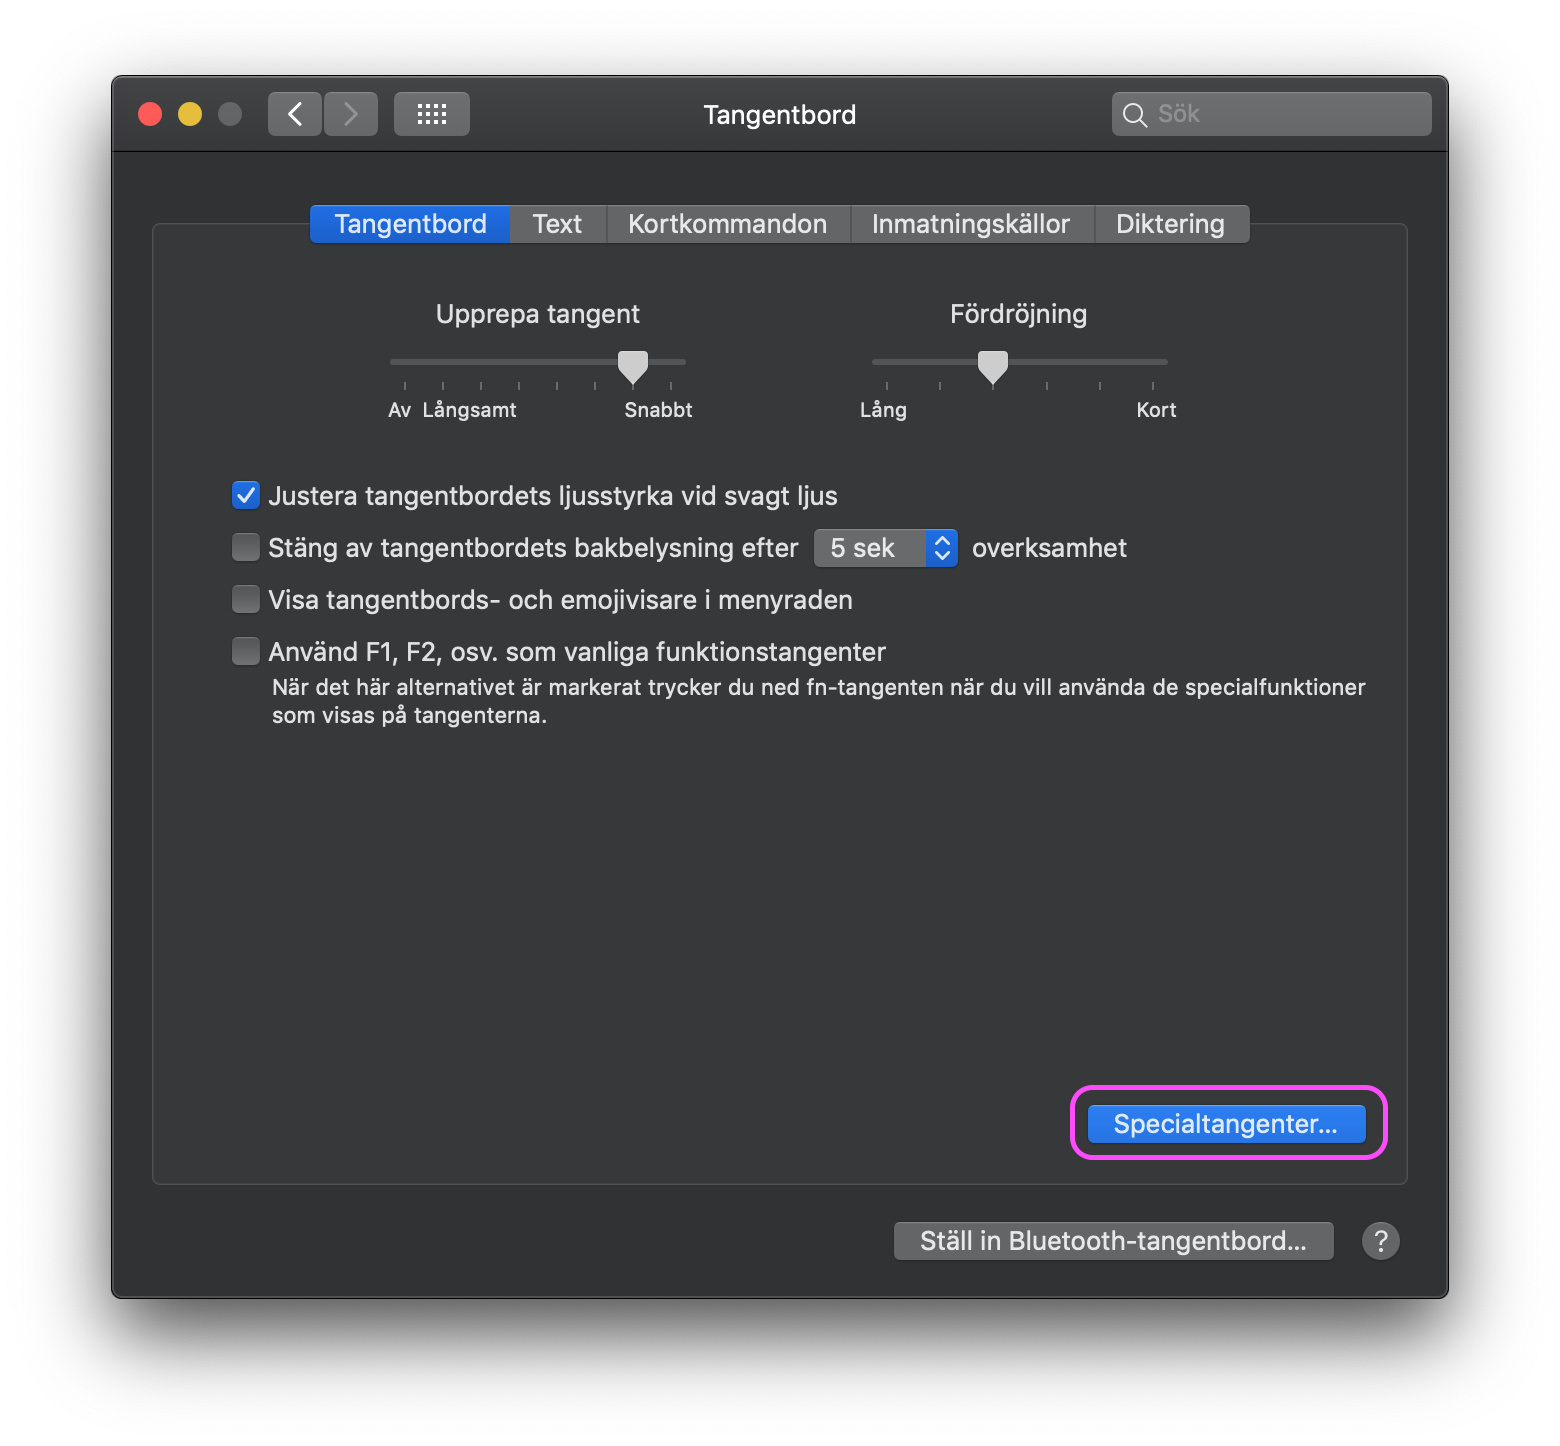 Tangentbord
Sök
Tangentbord Text Kortkommandon Inmatningskällor Diktering
Upprepa tangent Fördröjning
Av Långsamt Snabbt Lång Kort
Justera tangentbordets ljusstyrka vid svagt ljus
Stäng av tangentbordets bakbelysning efter 5 sek overksamhet
Visa tangentbords- och emojivisare i menyraden
Använd F1, F2, osv. som vanliga funktionstangenter
När det här alternativet är markerat trycker du ned fn-tangenten när du vill använda de specialfunktioner
som visas på tangenterna.
Specialtangenter...
Ställ in Bluetooth-tangentbord...
?